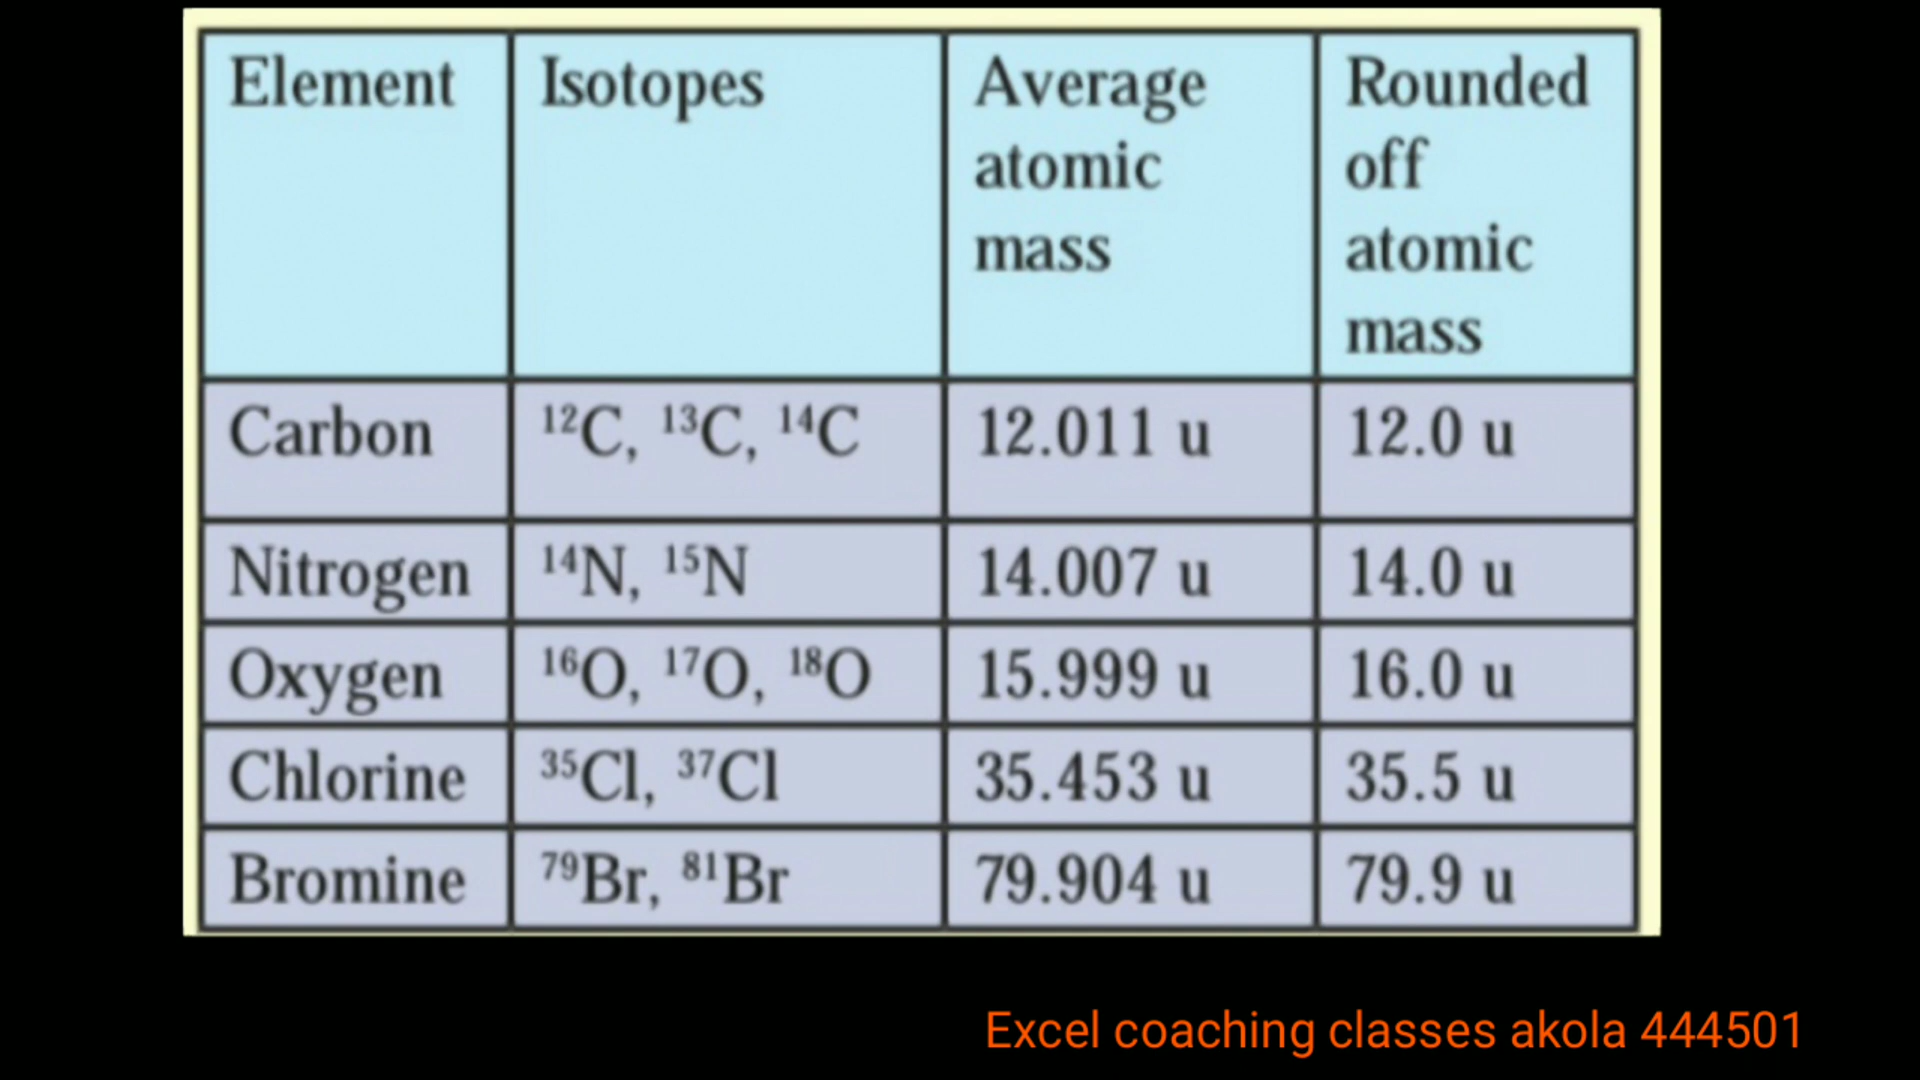 Element Isotopes Average atomic mass Rounded off atomic mass
Carbon ¹²C, ¹³C, ¹⁴C 12.011 u 12.0 u
Nitrogen ¹⁴N, ¹⁵N 14.007 u 14.0 u
Oxygen ¹⁶O, ¹⁷O, ¹⁸O 15.999 u 16.0 u
Chlorine ³⁵Cl, ³⁷Cl 35.453 u 35.5 u
Bromine ⁷⁹Br, ⁸¹Br 79.904 u 79.9 u
Excel coaching classes akola 444501